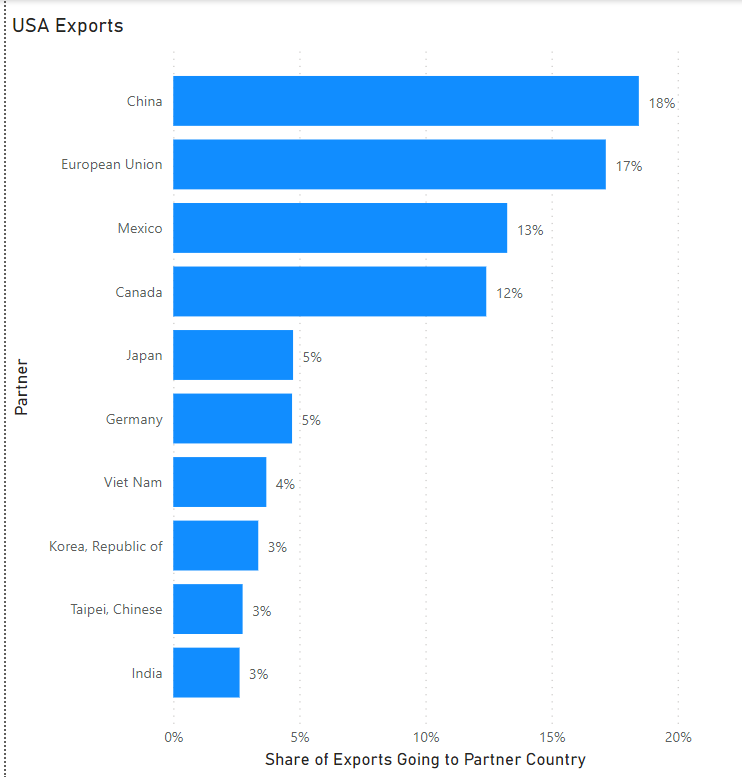 USA Exports
Partner
China 18%
European Union 17%
Mexico 13%
Canada 12%
Japan 5%
Germany 5%
Viet Nam 4%
Korea, Republic of 3%
Taipei, Chinese 3%
India 3%
0% 5% 10% 15% 20%
Share of Exports Going to Partner Country